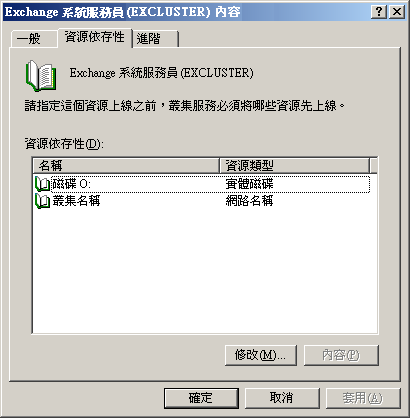 Exchange 系統服務員 (EXCLUSTER) 內容
一般 資源依存性 進階
Exchange 系統服務員 (EXCLUSTER)
請指定這個資源上線之前，叢集服務必須將哪些資源先上線。
資源依存性(D):
名稱 資源類型
磁碟 O: 實體磁碟
叢集名稱 網路名稱
修改(M)... 內容(P)
確定 取消 套用(A)